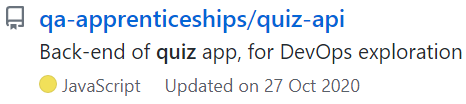 qa-apprenticeships/quiz-api
Back-end of quiz app, for DevOps exploration
JavaScript Updated on 27 Oct 2020